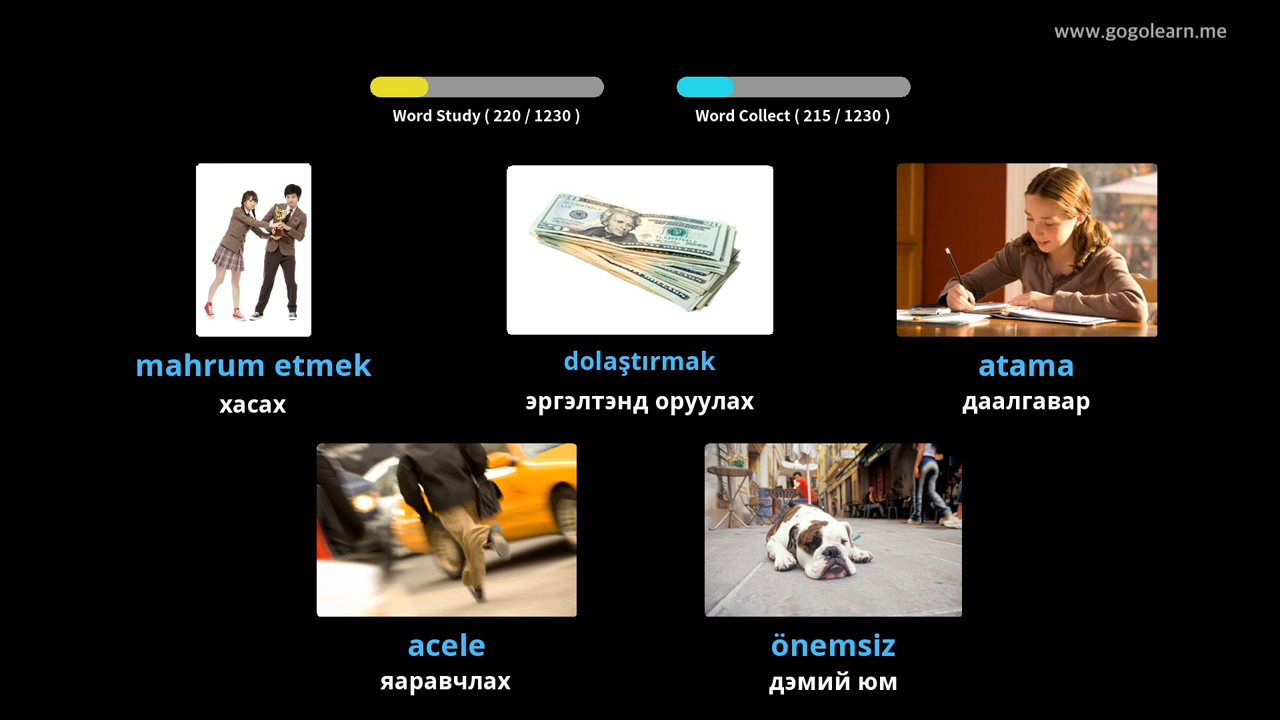 www.gogolearn.me
Word Study ( 220 / 1230 )
Word Collect ( 215 / 1230 )
mahrum etmek
хасах
dolaştırmak
эргэлтэнд оруулах
atama
даалгавар
acele
яаравчлах
önemsiz
дэмий юм